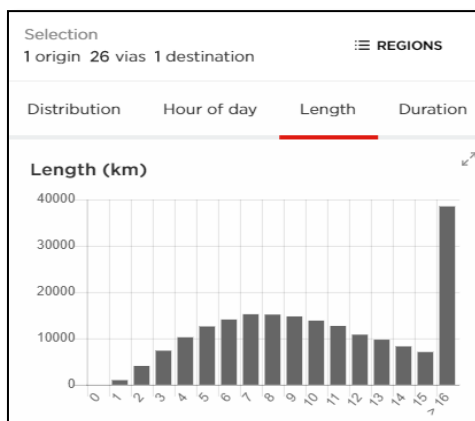 Selection
1 origin 26 vias 1 destination
REGIONS
Distribution Hour of day Length Duration
Length (km)
40000
30000
20000
10000
0
0 1 2 3 4 5 6 7 8 9 10 11 12 13 14 15 > 16